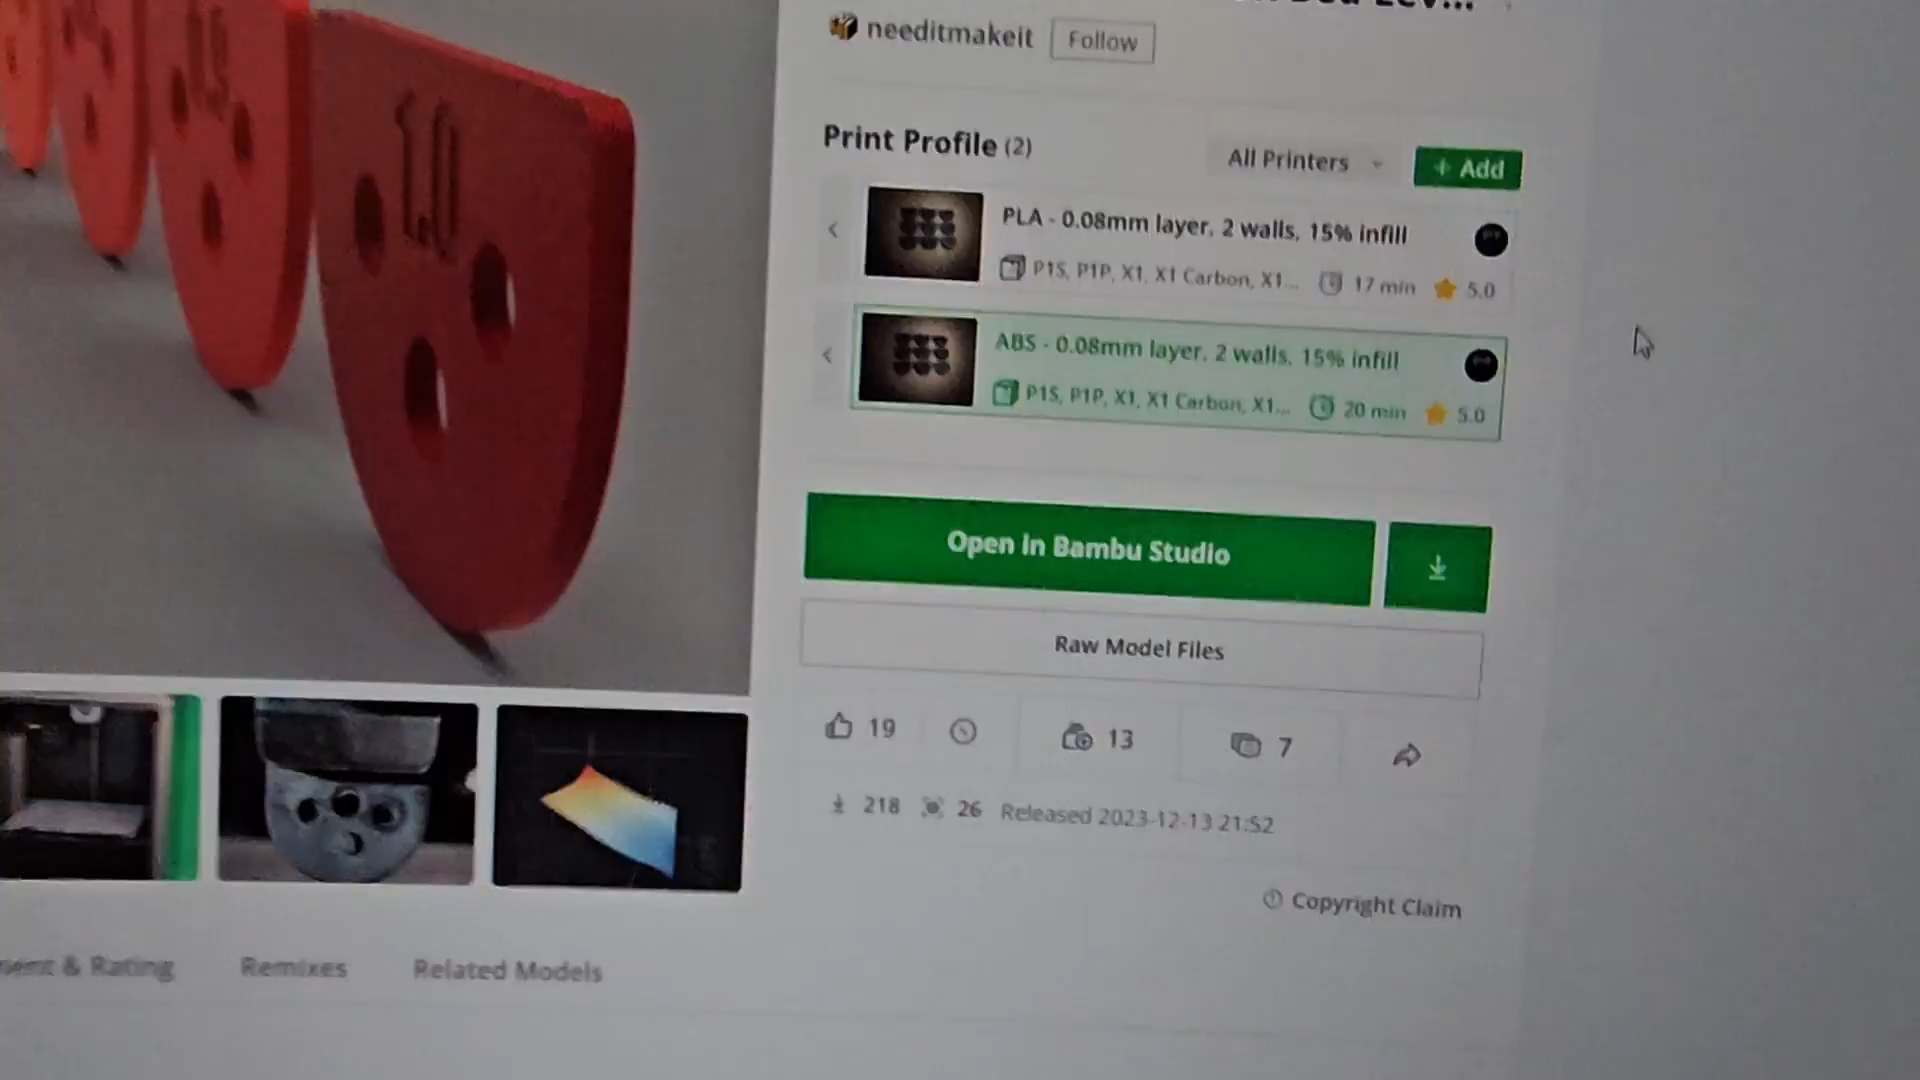 needitmakeit Follow
Print Profile (2)
All Printers
+ Add
PLA - 0.08mm layer, 2 walls, 15% infill
P1S, P1P, X1, X1 Carbon, X1... 17 min 5.0
ABS - 0.08mm layer, 2 walls, 15% infill
P1S, P1P, X1, X1 Carbon, X1... 20 min 5.0
Open in Bambu Studio
Raw Model Files
19
13
7
218 26 Released 2023-12-13 21:52
Copyright Claim
& Rating Remixes Related Models
1.0